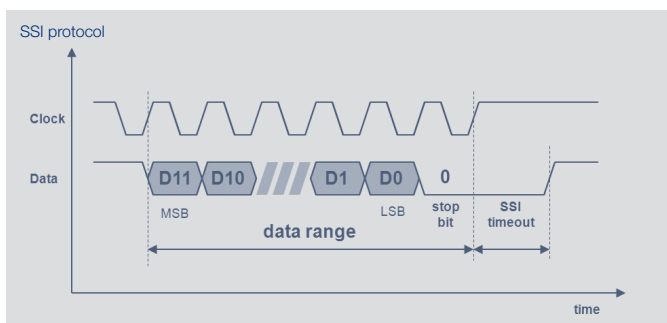 SSI protocol
Clock
Data
D11 D10 D1 D0 0
MSB
LSB
stop
bit
SSI
timeout
data range
time